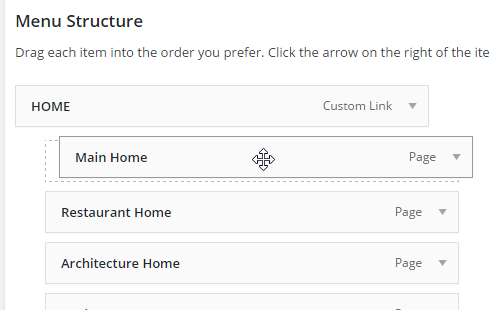 Menu Structure
Drag each item into the order you prefer. Click the arrow on the right of the ite
HOME Custom Link
Main Home Page
Restaurant Home Page
Architecture Home Page